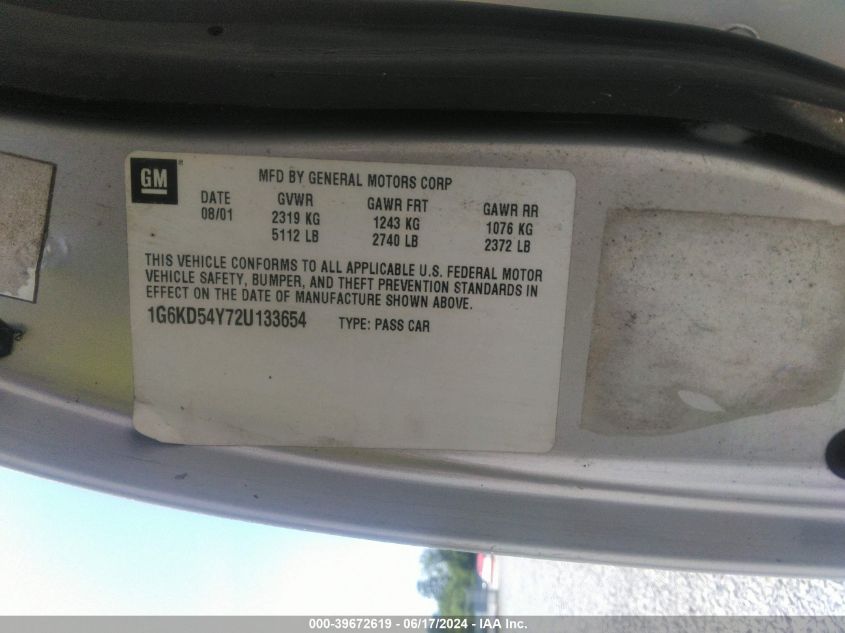 GM
MFD BY GENERAL MOTORS CORP
DATE GVWR GAWR FRT GAWR RR
08/01 2319 KG 1243 KG 1076 KG
5112 LB 2740 LB 2372 LB
THIS VEHICLE CONFORMS TO ALL APPLICABLE U.S. FEDERAL MOTOR
VEHICLE SAFETY, BUMPER, AND THEFT PREVENTION STANDARDS IN
EFFECT ON THE DATE OF MANUFACTURE SHOWN ABOVE.
1G6KD54Y72U133654 TYPE: PASS CAR
000-39672619 - 06/17/2024 - IAA Inc.